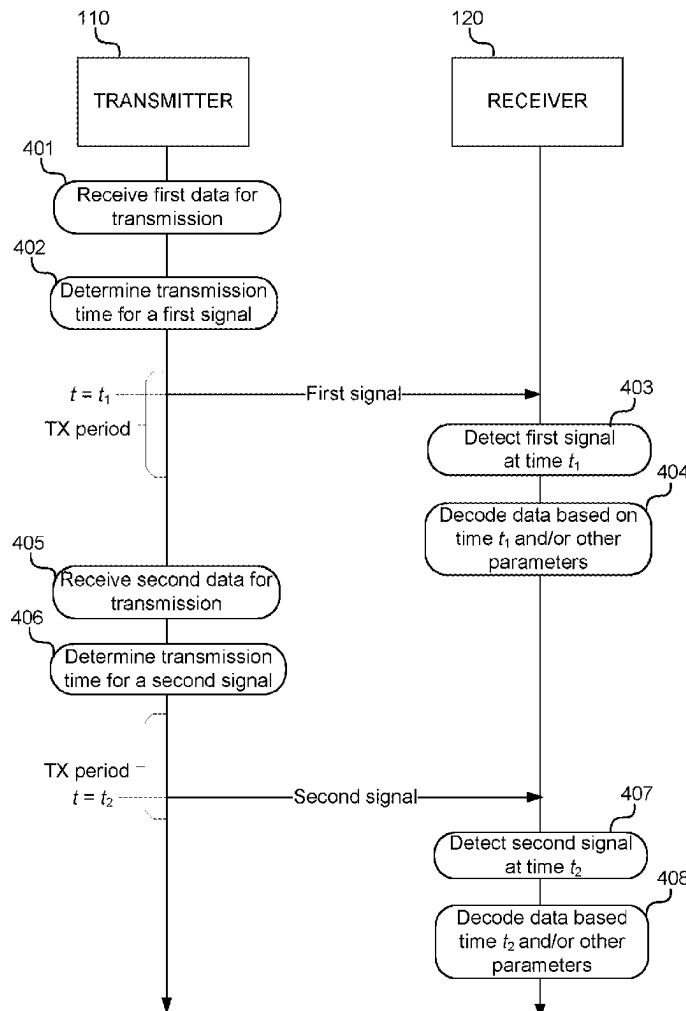 110
120
TRANSMITTER
RECEIVER
401
Receive first data for
transmission
402
Determine transmission
time for a first signal
t = t1
First signal
TX period
403
Detect first signal
at time t1
404
Decode data based on
time t1 and/or other
parameters
405
Receive second data for
transmission
406
Determine transmission
time for a second signal
TX period
t = t2
Second signal
407
Detect second signal
at time t2
408
Decode data based
time t2 and/or other
parameters